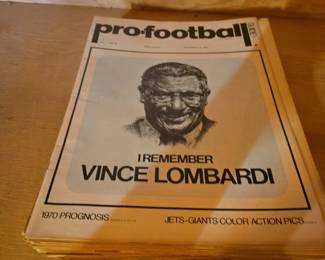 pro·football
I REMEMBER
VINCE LOMBARDI
1970 PROGNOSIS
JETS-GIANTS COLOR ACTION PICS